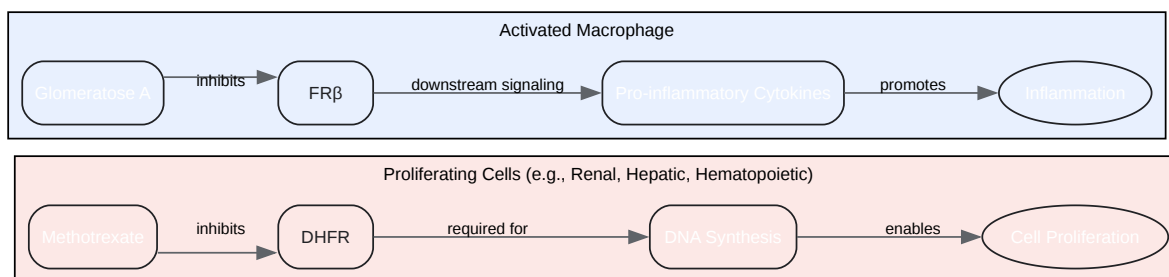 Activated Macrophage
Glomeratose A
inhibits
FRβ
downstream signaling
Pro-inflammatory Cytokines
promotes
Inflammation
Proliferating Cells (e.g., Renal, Hepatic, Hematopoietic)
Methotrexate
inhibits
DHFR
required for
DNA Synthesis
enables
Cell Proliferation